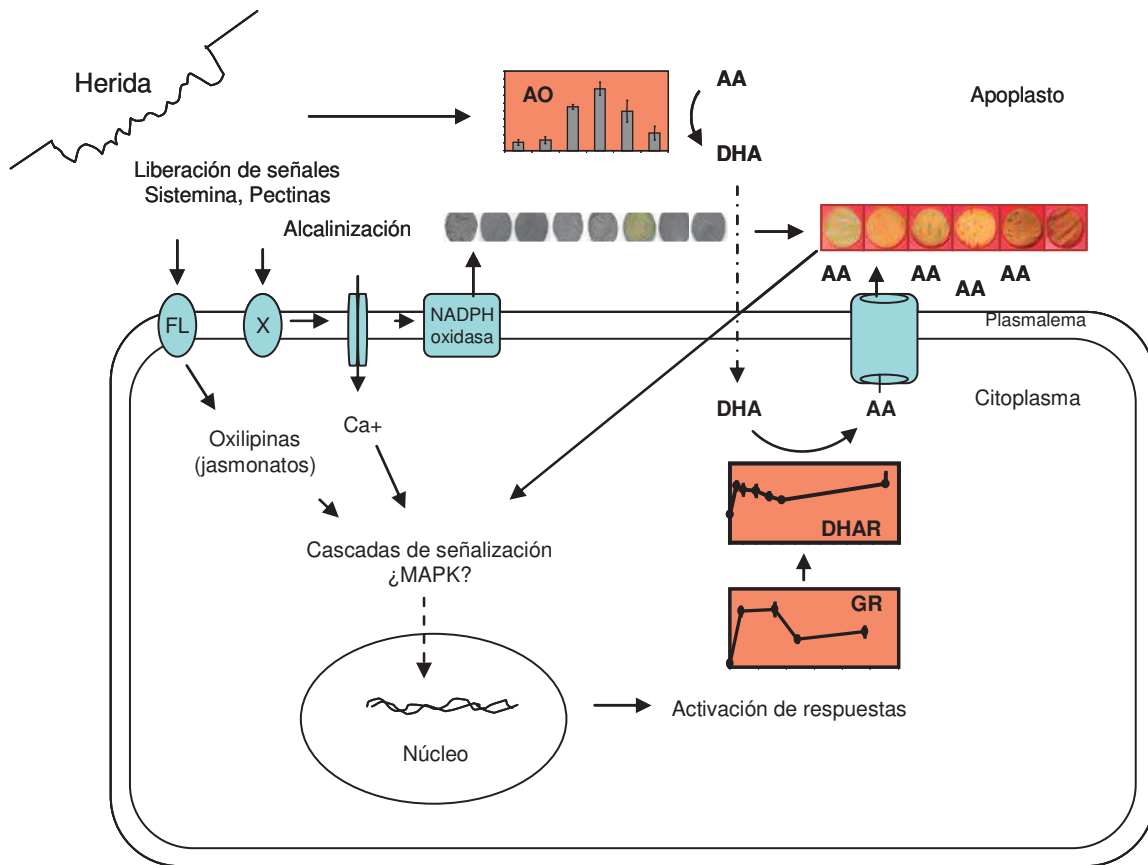 Herida
AO
AA
DHA
Apoplasto
Liberación de señales
Sistemina, Pectinas
Alcalinización
AA
AA
AA
AA
FL
X
NADPH
oxidasa
Plasmalema
Citoplasma
DHA
AA
Ca+
Oxilipinas
(jasmonatos)
DHAR
Cascadas de señalización
¿MAPK?
GR
Activación de respuestas
Núcleo